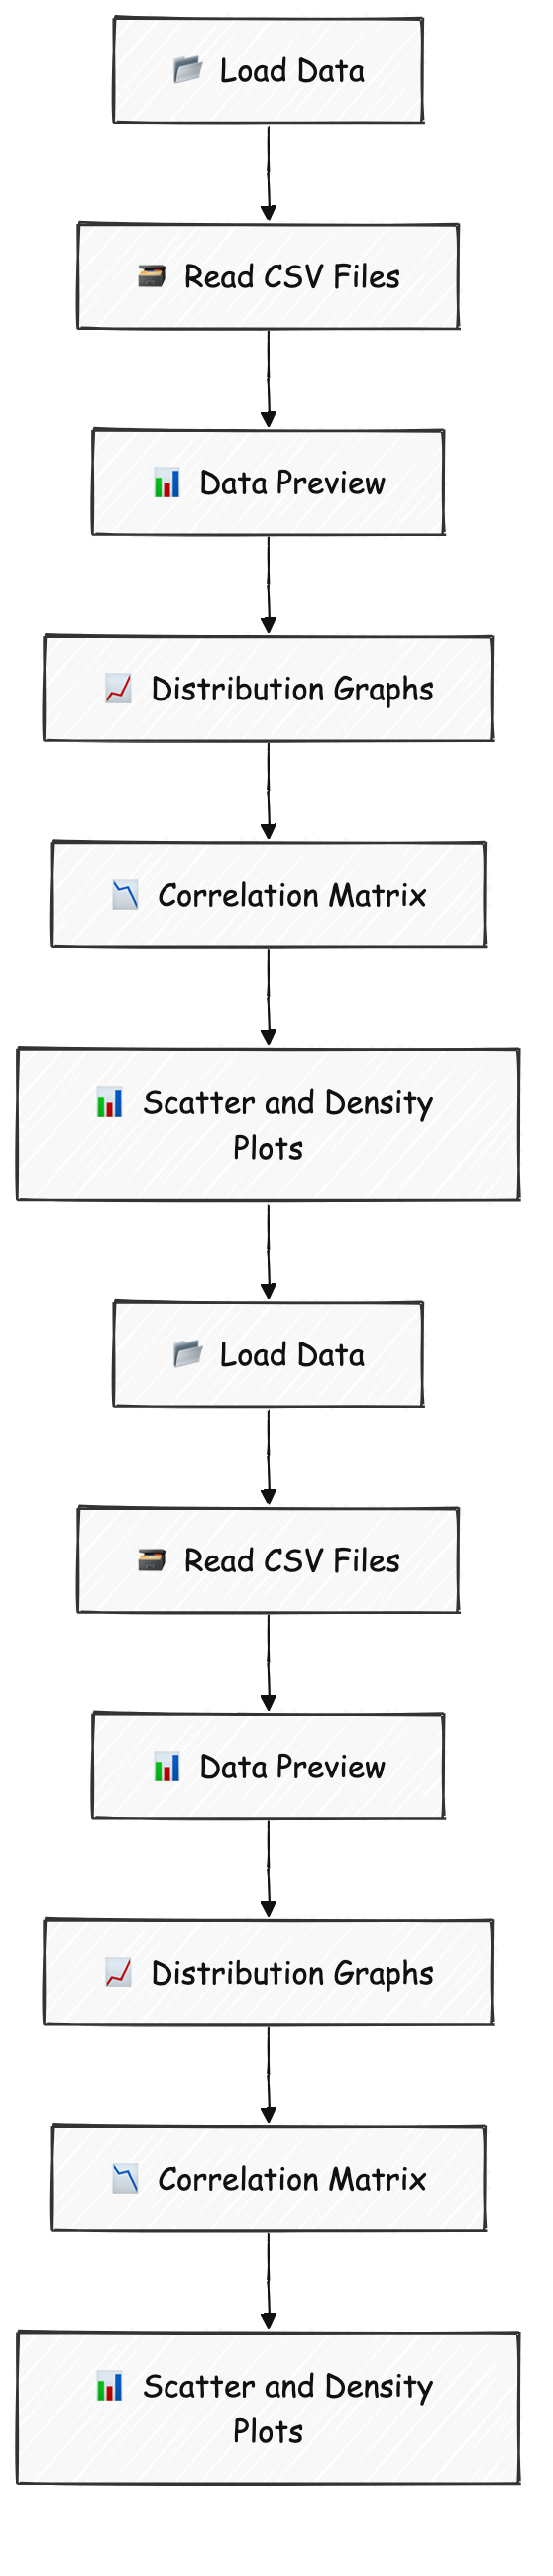 Load Data
Read CSV Files
Data Preview
Distribution Graphs
Correlation Matrix
Scatter and Density
Plots
Load Data
Read CSV Files
Data Preview
Distribution Graphs
Correlation Matrix
Scatter and Density
Plots